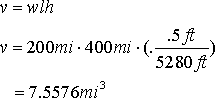 v = wlh
v = 200mi · 400mi · (.5 ft / 5280 ft)
= 7.5576mi³